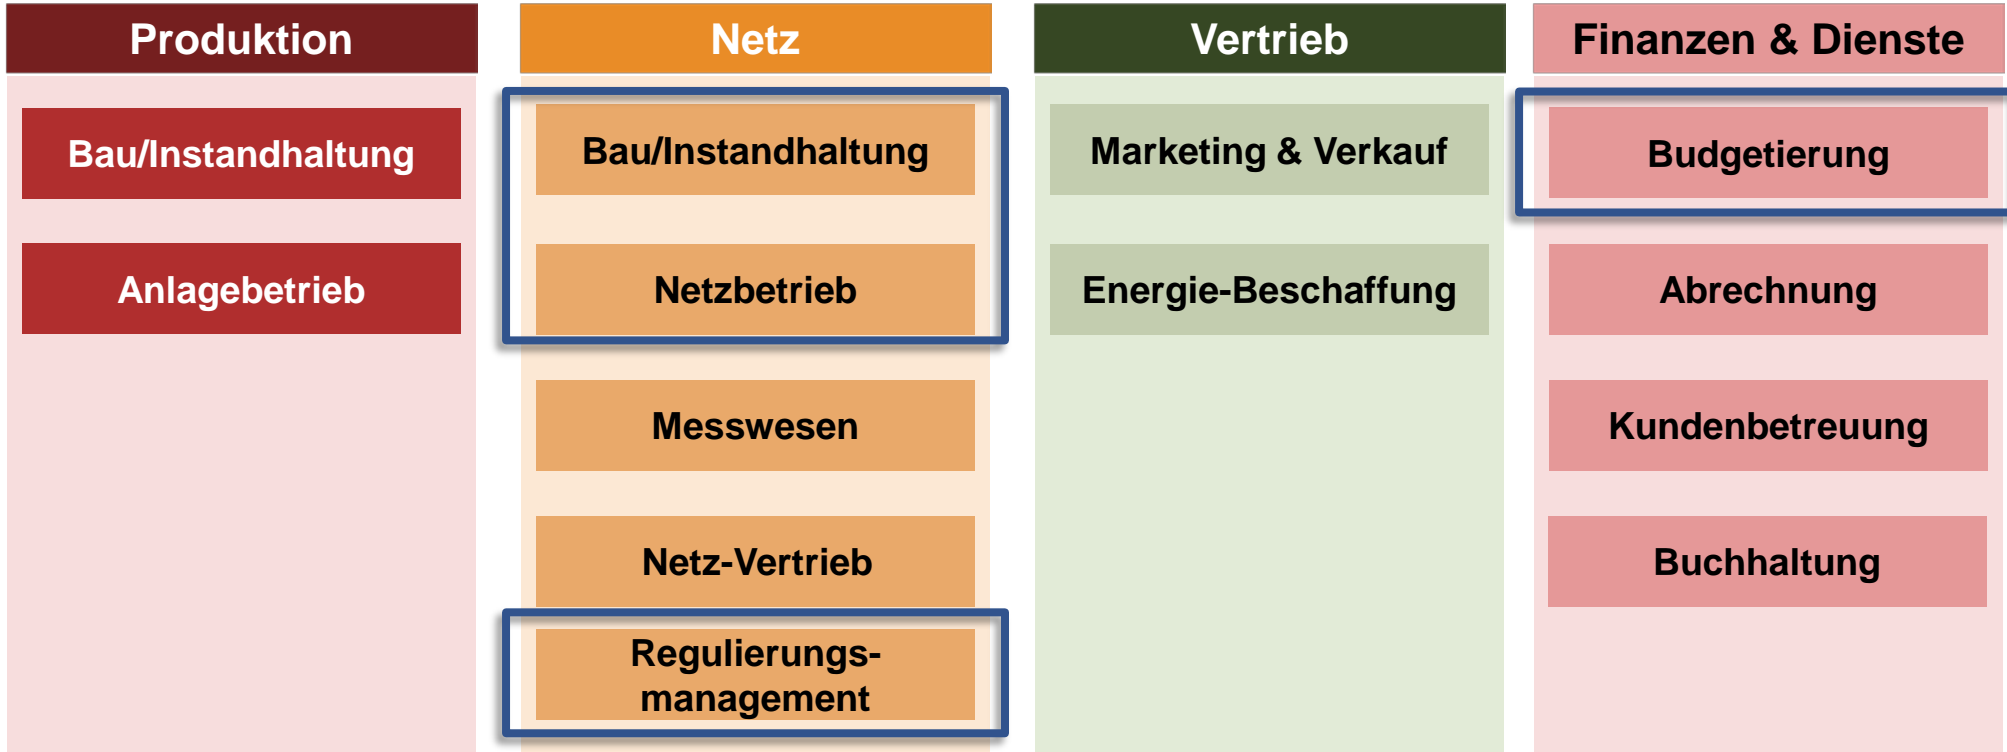 Produktion
Bau/Instandhaltung
Anlagebetrieb
Netz
Bau/Instandhaltung
Netzbetrieb
Messwesen
Netz-Vertrieb
Regulierungs-
management
Vertrieb
Marketing & Verkauf
Energie-Beschaffung
Finanzen & Dienste
Budgetierung
Abrechnung
Kundenbetreuung
Buchhaltung